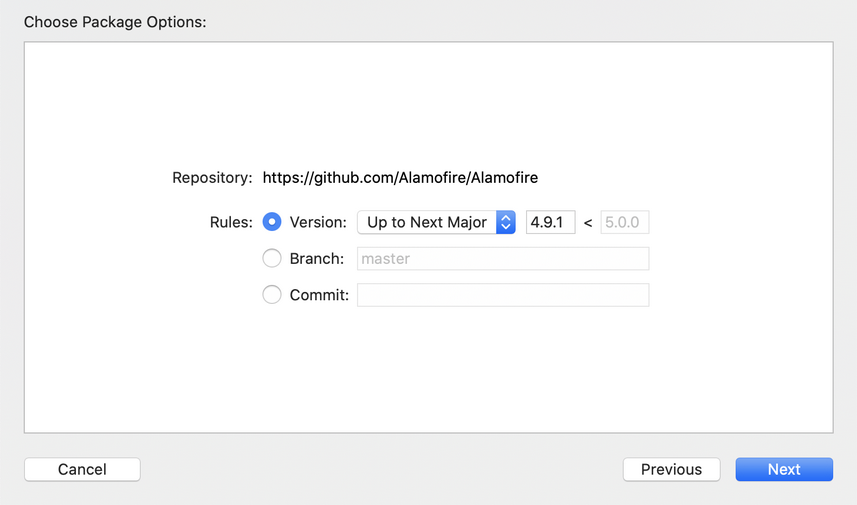 Choose Package Options:
Repository: https://github.com/Alamofire/Alamofire
Rules: Version: Up to Next Major 4.9.1 < 5.0.0
Branch: master
Commit:
Cancel Previous Next